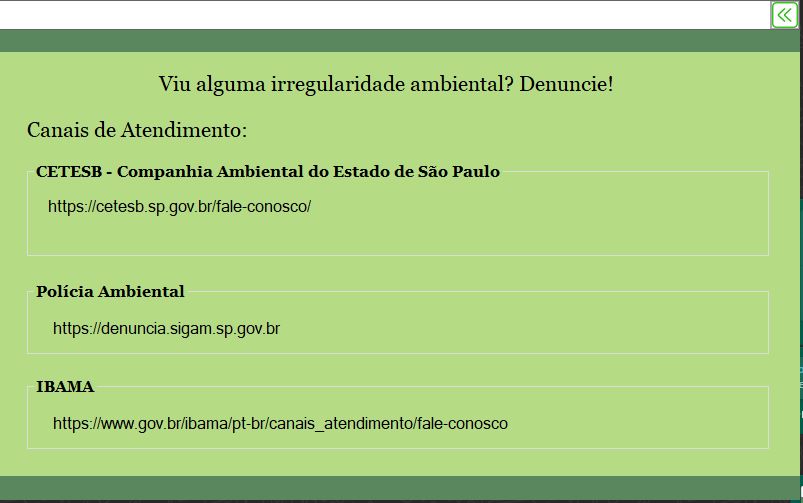 Viu alguma irregularidade ambiental? Denuncie!
Canais de Atendimento:
CETESB - Companhia Ambiental do Estado de São Paulo
https://cetesb.sp.gov.br/fale-conosco/
Polícia Ambiental
https://denuncia.sigam.sp.gov.br
IBAMA
https://www.gov.br/ibama/pt-br/canais_atendimento/fale-conosco